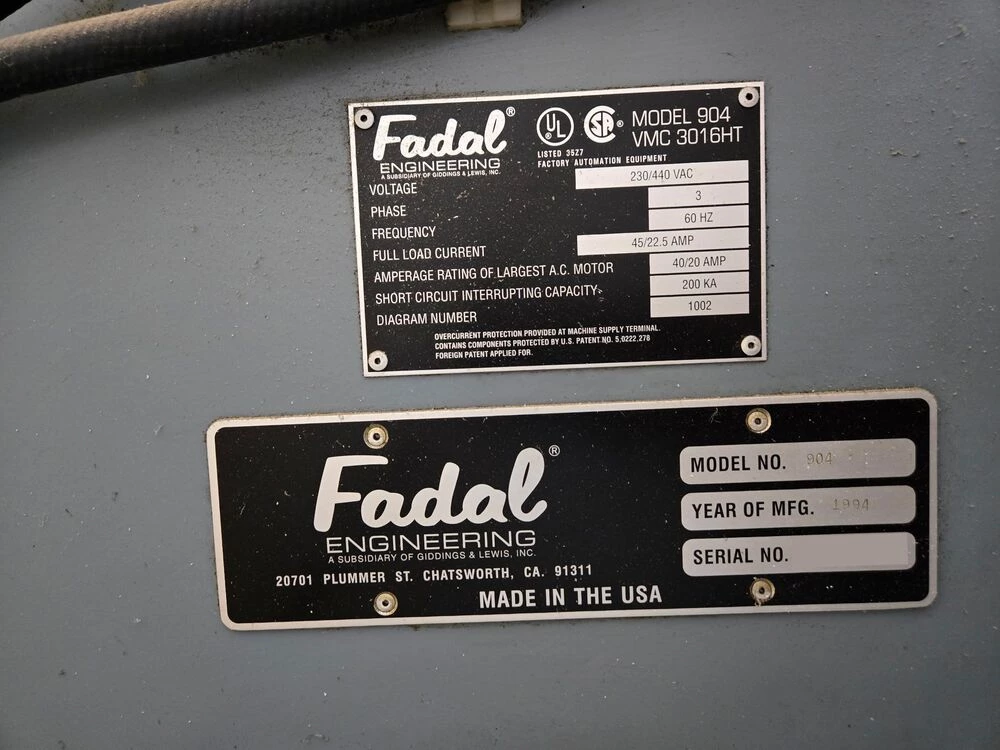 Fadal®
ENGINEERING
A SUBSIDIARY OF GIDDINGS & LEWIS, INC.
UL
LISTED 35Z7
FACTORY AUTOMATION EQUIPMENT
SA
MODEL 904
VMC 3016HT
VOLTAGE 230/440 VAC
PHASE 3
FREQUENCY 60 HZ
FULL LOAD CURRENT 45/22.5 AMP
AMPERAGE RATING OF LARGEST A.C. MOTOR 40/20 AMP
SHORT CIRCUIT INTERRUPTING CAPACITY 200 KA
DIAGRAM NUMBER 1002
OVERCURRENT PROTECTION PROVIDED AT MACHINE SUPPLY TERMINAL.
CONTAINS COMPONENTS PROTECTED BY U.S. PATENT NO. 5,0222,278
FOREIGN PATENT APPLIED FOR.
Fadal®
ENGINEERING
A SUBSIDIARY OF GIDDINGS & LEWIS, INC.
20701 PLUMMER ST. CHATSWORTH, CA. 91311
MADE IN THE USA
MODEL NO. 904
YEAR OF MFG. 1994
SERIAL NO.